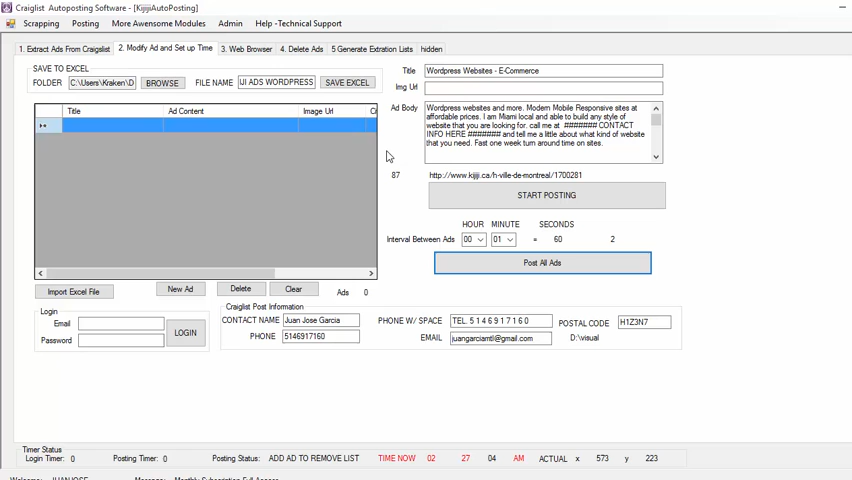 Craiglist Autoposting Software - [KijijiAutoPosting]
Scrapping Posting More Awesome Modules Admin Help -Technical Support
1. Extract Ads From Craigslist 2. Modify Ad and Set up Time 3. Web Browser 4. Delete Ads 5 Generate Extration Lists hidden
SAVE TO EXCEL
FOLDER C:\Users\Kraken\D BROWSE FILE NAME JI ADS WORDPRESS SAVE EXCEL
Title Ad Content Image Url
Title Wordpress Websites - E-Commerce
Img Url
Ad Body Wordpress websites and more. Modern Mobile Responsive sites at
affordable prices. I am Miami local and able to build any style of
website that you are looking for. call me at ####### CONTACT
INFO HERE ####### and tell me a little about what kind of website
that you need. Fast one week turn around time on sites.
87 http://www.kijiji.ca/h-ville-de-montreal/1700281
START POSTING
HOUR MINUTE SECONDS
Interval Between Ads 00 01 = 60 2
Post All Ads
Import Excel File New Ad Delete Clear Ads 0
Login
Email
Password
LOGIN
Craiglist Post Information
CONTACT NAME Juan Jose Garcia PHONE W/ SPACE TEL. 5 1 4 6 9 1 7 1 6 0 POSTAL CODE H1Z3N7
PHONE 5146917160 EMAIL juangarciamtl@gmail.com D:\visual
Timer Status
Login Timer: 0 Posting Timer: 0 Posting Status: ADD AD TO REMOVE LIST TIME NOW 02 27 04 AM ACTUAL x 573 y 223